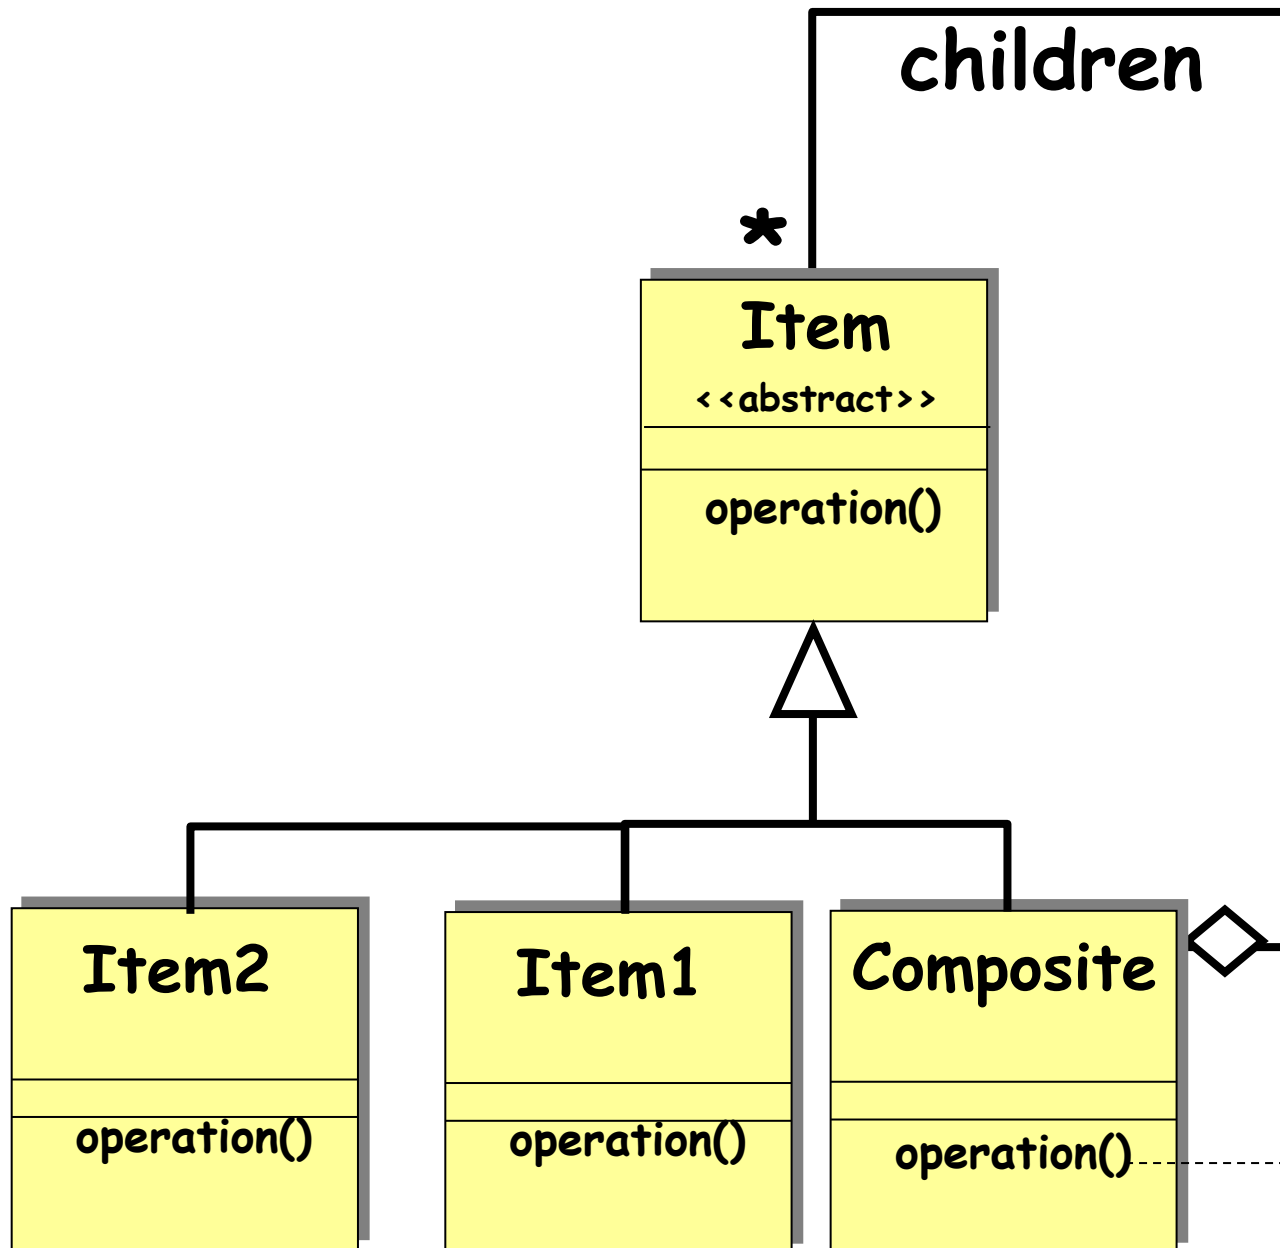 children
*
Item
<<abstract>>
operation()
Item2
Item1
Composite
operation()
operation()
operation()